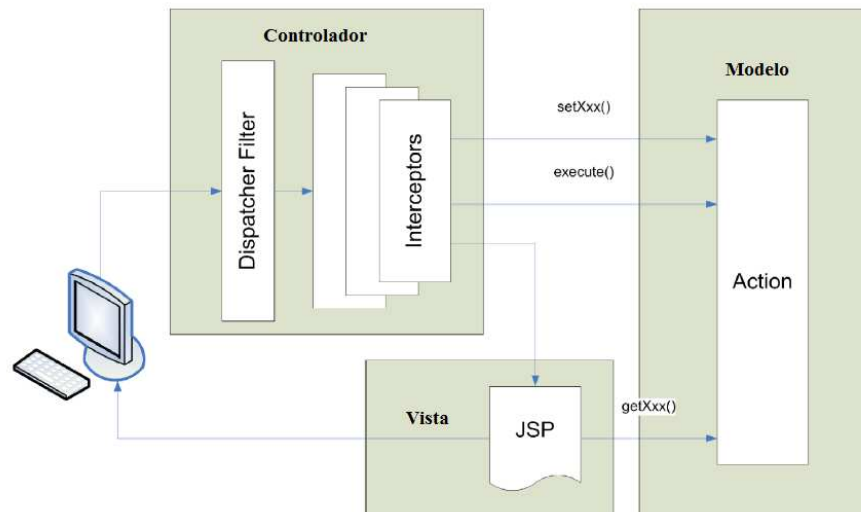 Controlador
Modelo
Dispatcher Filter
Interceptors
setXxx()
execute()
Action
Vista
JSP
getXxx()